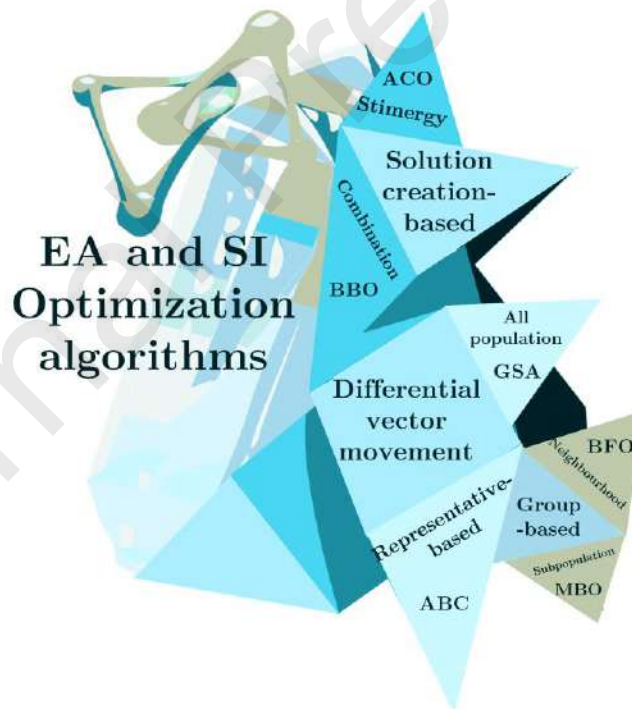 ACO
Stimergy
Solution
creation-
based
Combination
BBO
EA and SI
Optimization
algorithms
All
population
GSA
Differential
vector
movement
BFO
Neighbourhood
Group
-based
Representative-
based
Subpopulation
MBO
ABC